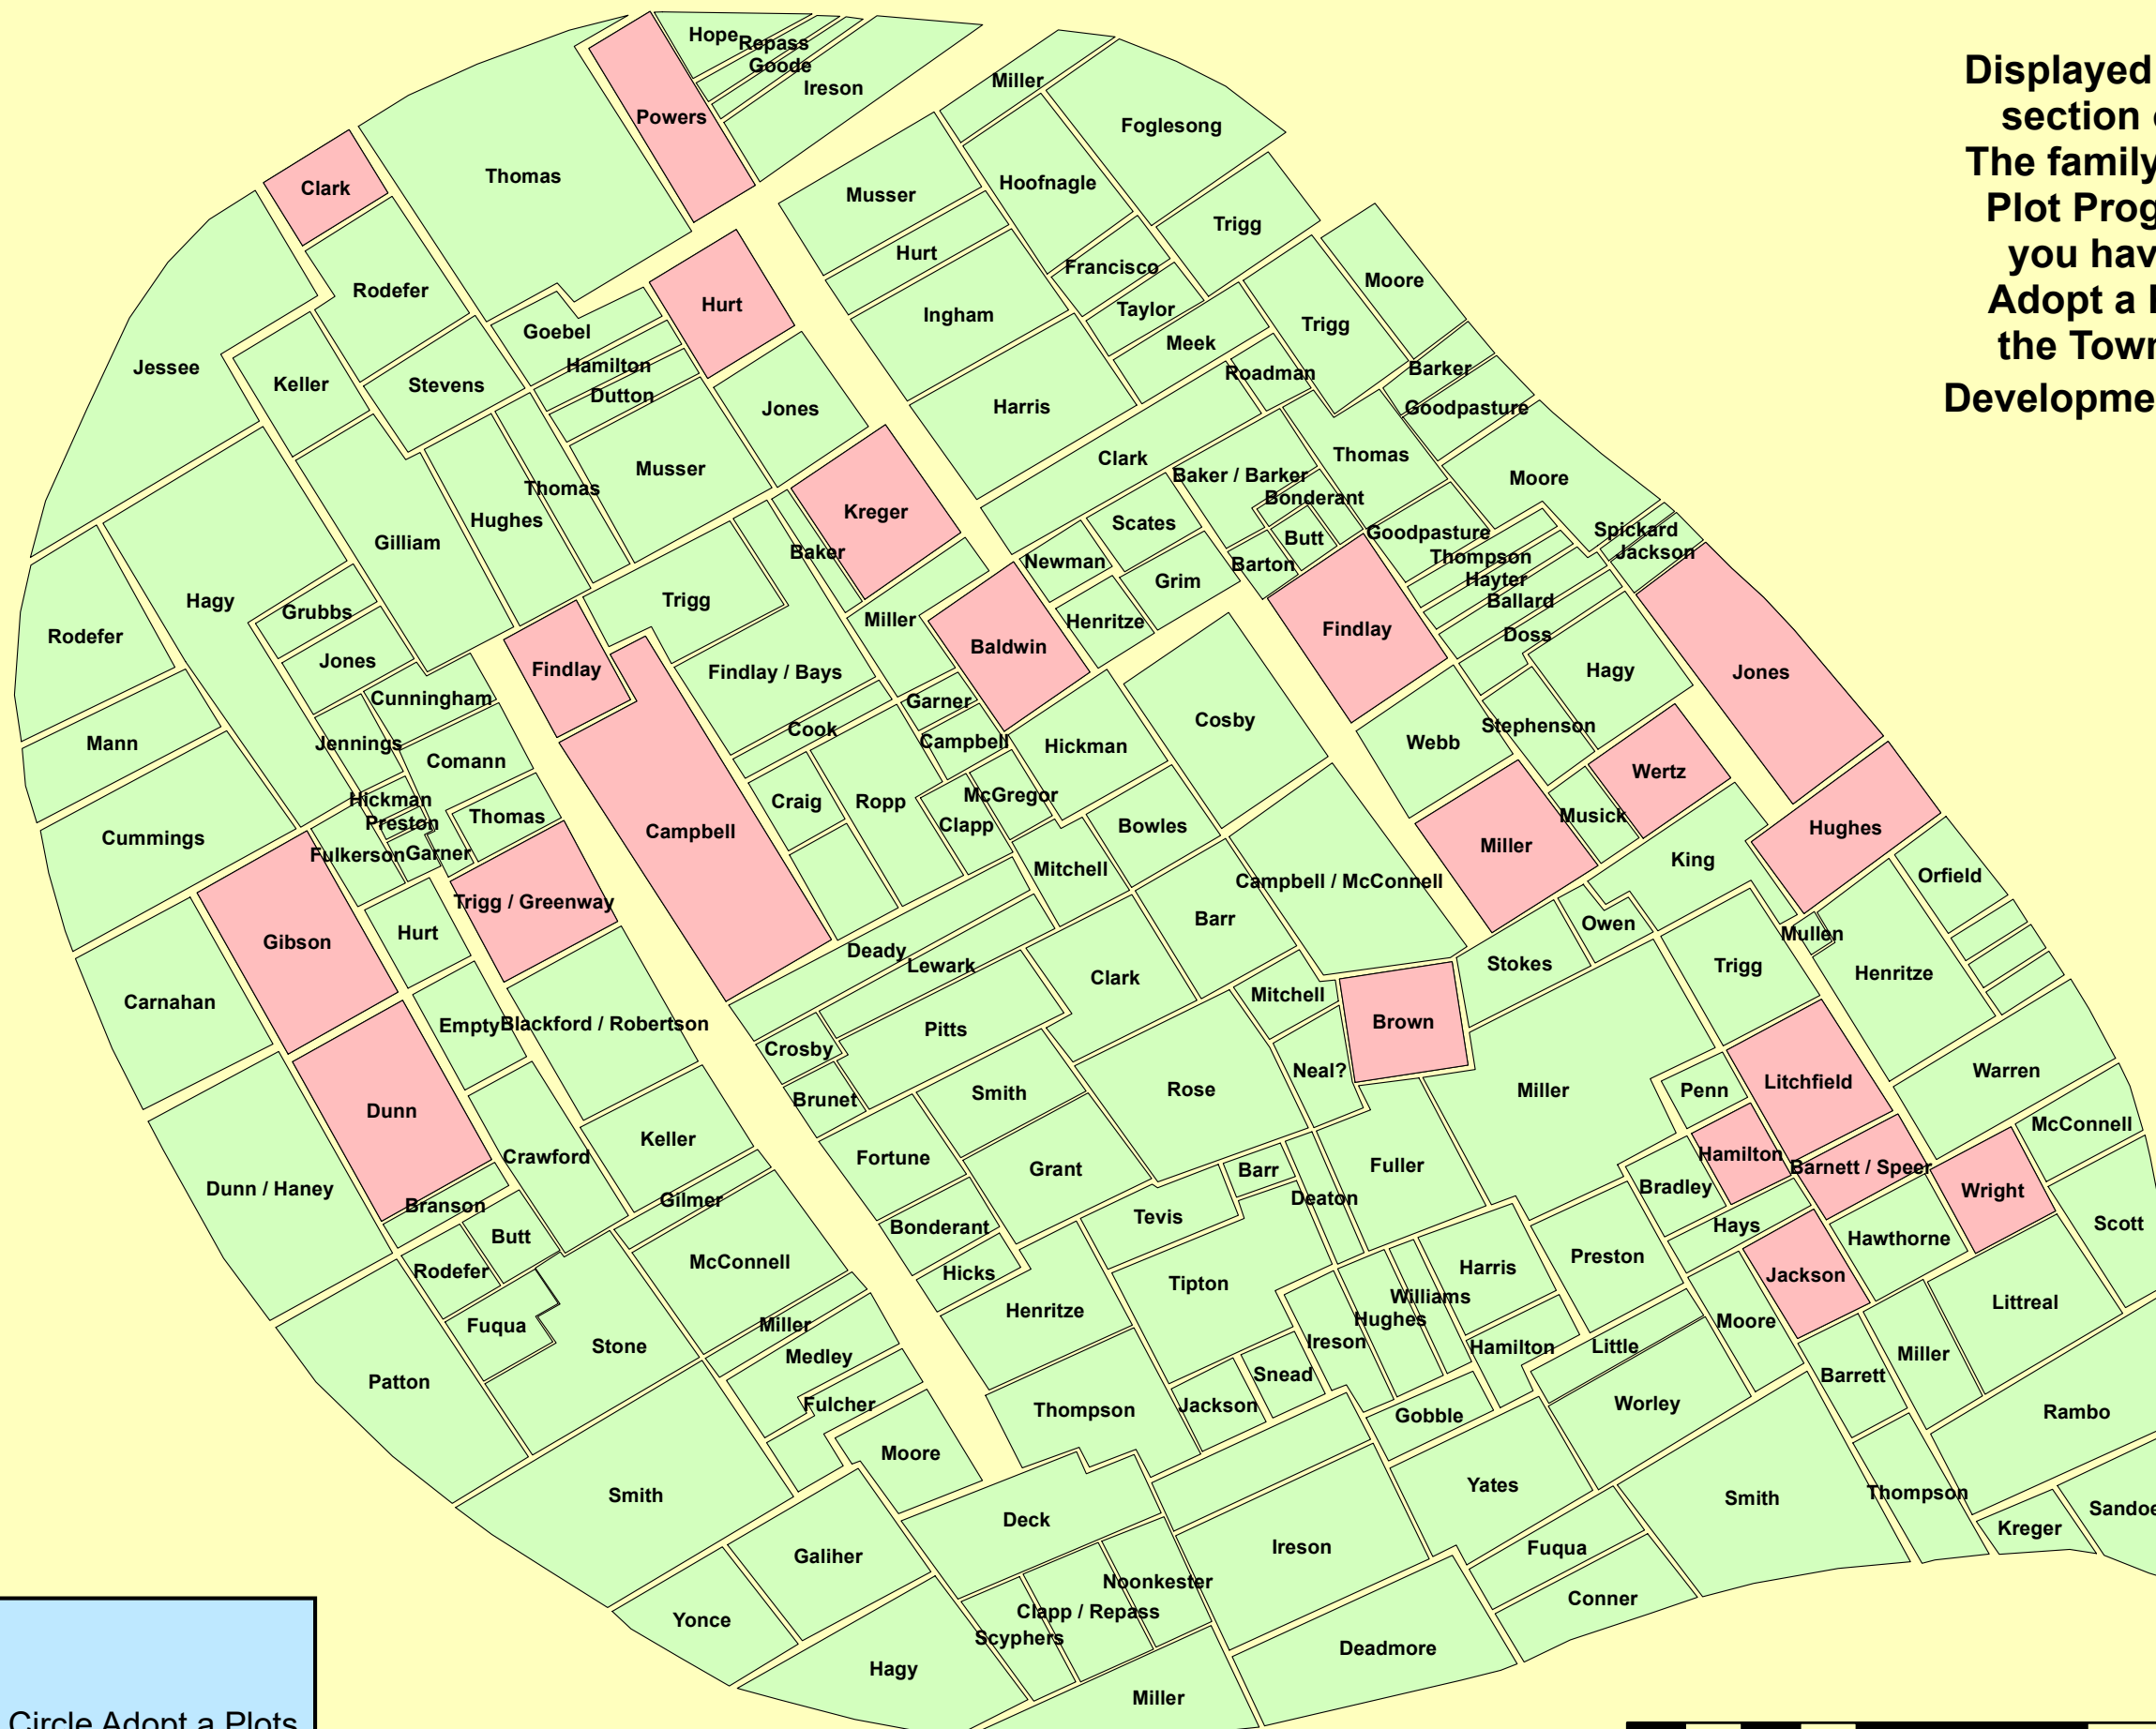 Displayed
section
The family
Plot Prog
you hav
Adopt a
the Town
Developme
Hope
Repass
Goode
Ireson
Powers
Thomas
Clark
Rodefer
Jessee
Keller
Stevens
Goebel
Hamilton
Dutton
Hurt
Jones
Musser
Thomas
Hughes
Gilliam
Hagy
Grubbs
Jones
Rodefer
Mann
Cummings
Cunningham
Jennings
Comann
Hickman
Preston
Thomas
Fulkerson
Garner
Trigg / Greenway
Gibson
Hurt
Carnahan
Empty
Blackford / Robertson
Dunn
Crawford
Keller
Dunn / Haney
Branson
Butt
Gilmer
Rodefer
Fuqua
Stone
McConnell
Patton
Miller
Medley
Fulcher
Moore
Smith
Galiher
Yonce
Hagy
Miller
Foglesong
Hoofnagle
Musser
Hurt
Francisco
Trigg
Moore
Ingham
Taylor
Meek
Trigg
Harris
Roadman
Barker
Goodpasture
Clark
Baker / Barker
Thomas
Moore
Kreger
Baker
Scates
Bonderant
Butt
Goodpasture
Spickard
Jackson
Newman
Grim
Barton
Thompson
Hayter
Ballard
Doss
Henritze
Findlay
Trigg
Miller
Baldwin
Findlay
Findlay / Bays
Hagy
Jones
Garner
Cook
Campbell
Hickman
Cosby
Webb
Stephenson
Wertz
Campbell
Craig
Ropp
Clapp
McGregor
Bowles
Miller
Musick
Hughes
Mitchell
Campbell / McConnell
King
Orfield
Deady
Lewark
Barr
Clark
Stokes
Owen
Mullen
Trigg
Henritze
Crosby
Pitts
Mitchell
Brown
Brunet
Smith
Rose
Neal?
Miller
Penn
Litchfield
Warren
Fortune
Grant
Barr
Fuller
Hamilton
Barnett / Speer
McConnell
Bonderant
Tevis
Deaton
Bradley
Hays
Wright
Scott
Hicks
Henritze
Tipton
Harris
Preston
Hawthorne
Jackson
Williams
Hughes
Ireson
Hamilton
Little
Moore
Littreal
Thompson
Jackson
Snead
Gobble
Worley
Barrett
Miller
Rambo
Deck
Ireson
Yates
Smith
Thompson
Kreger
Sandoe
Noonkester
Clapp / Repass
Scyphers
Fuqua
Conner
Deadmore
Miller
Circle Adopt a Plots